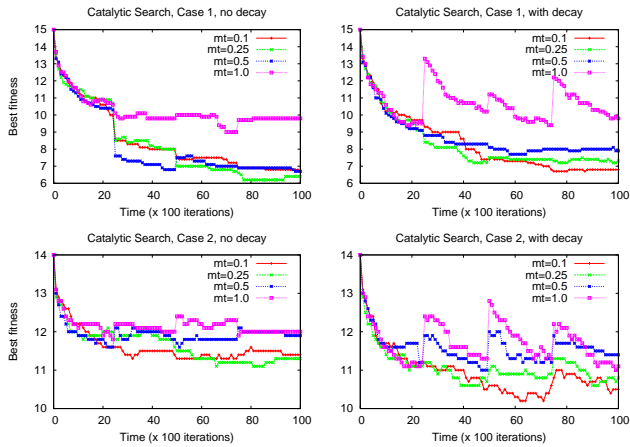 Catalytic Search, Case 1, no decay
Best fitness
15
14
13
12
11
10
9
8
7
6
0
20
40
60
80
100
Time (x 100 iterations)
mt=0.1
mt=0.25
mt=0.5
mt=1.0
Catalytic Search, Case 1, with decay
15
14
13
12
11
10
9
8
7
6
0
20
40
60
80
100
Time (x 100 iterations)
mt=0.1
mt=0.25
mt=0.5
mt=1.0
Catalytic Search, Case 2, no decay
Best fitness
14
13
12
11
10
0
20
40
60
80
100
Time (x 100 iterations)
mt=0.1
mt=0.25
mt=0.5
mt=1.0
Catalytic Search, Case 2, with decay
14
13
12
11
10
0
20
40
60
80
100
Time (x 100 iterations)
mt=0.1
mt=0.25
mt=0.5
mt=1.0